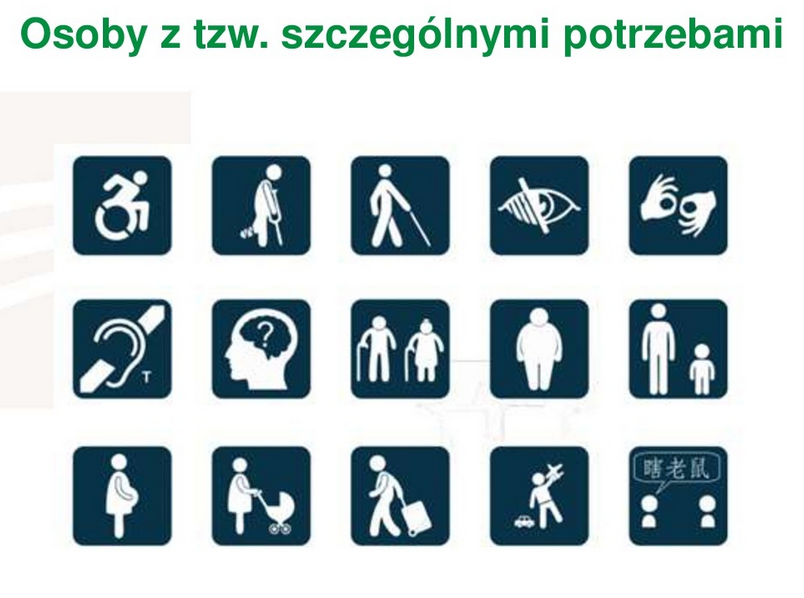 Osoby z tzw. szczególnymi potrzebami
?
T
瞎老鼠